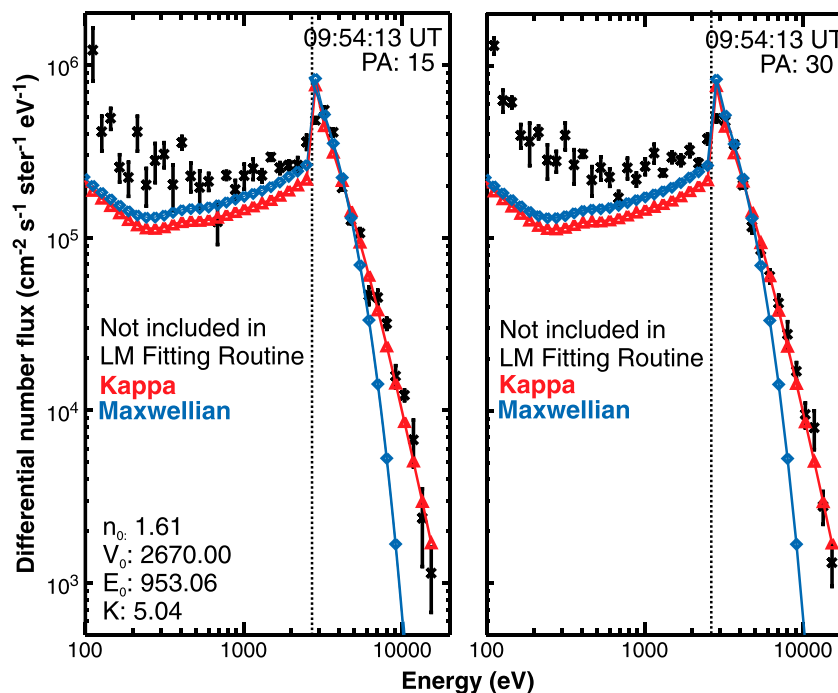 Differential number flux (cm⁻² s⁻¹ ster⁻¹ eV⁻¹)
10⁶
10⁵
10⁴
10³
09:54:13 UT
PA: 15
Not included in
LM Fitting Routine
Kappa
Maxwellian
n₀: 1.61
V₀: 2670.00
E₀: 953.06
K: 5.04
100 1000 10000
09:54:13 UT
PA: 30
Not included in
LM Fitting Routine
Kappa
Maxwellian
100 1000 10000
Energy (eV)